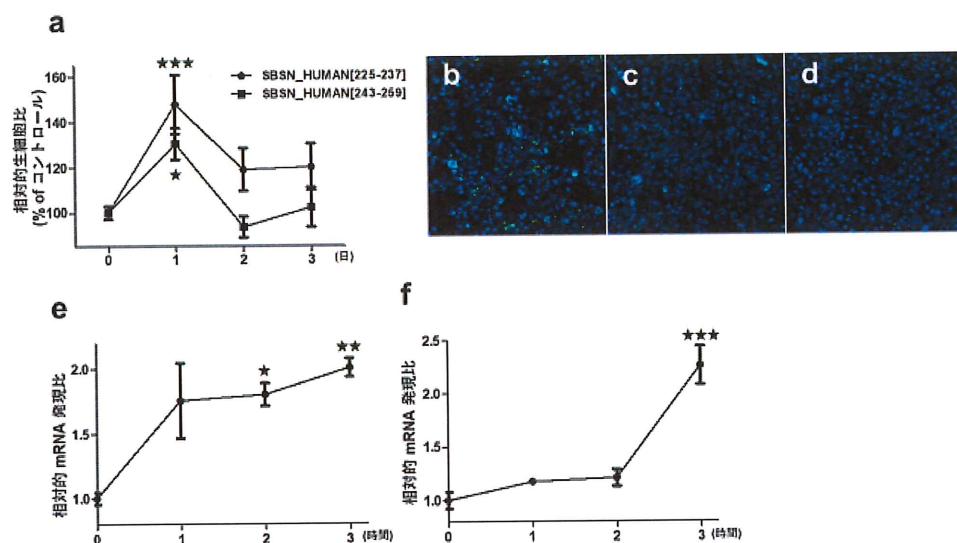 a
相対的生細胞比
(% of コントロール)
160
140
120
100
0
1
2
3
(日)
★★★
★
SBSN_HUMAN[225-237]
SBSN_HUMAN[243-259]
b
c
d
e
相対的 mRNA 発現比
2.0
1.5
1.0
0
1
2
3
(時間)
★
★★
f
相対的 mRNA 発現比
2.5
2.0
1.5
1.0
0
1
2
3
(時間)
★★★